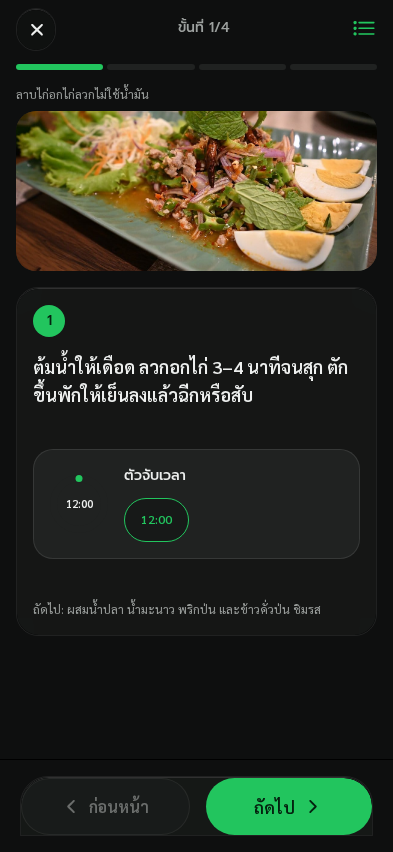 ขั้นที่ 1/4
ลาบไก่อกไก่ลวกไม่ใช้น้ำมัน
1
ต้มน้ำให้เดือด ลวกอกไก่ 3–4 นาทีจนสุก ตัก
ขึ้นพักให้เย็นลงแล้วฉีกหรือสับ
ตัวจับเวลา
12:00
12:00
ถัดไป: ผสมน้ำปลา น้ำมะนาว พริกป่น และข้าวคั่วป่น ชิมรส
ก่อนหน้า
ถัดไป